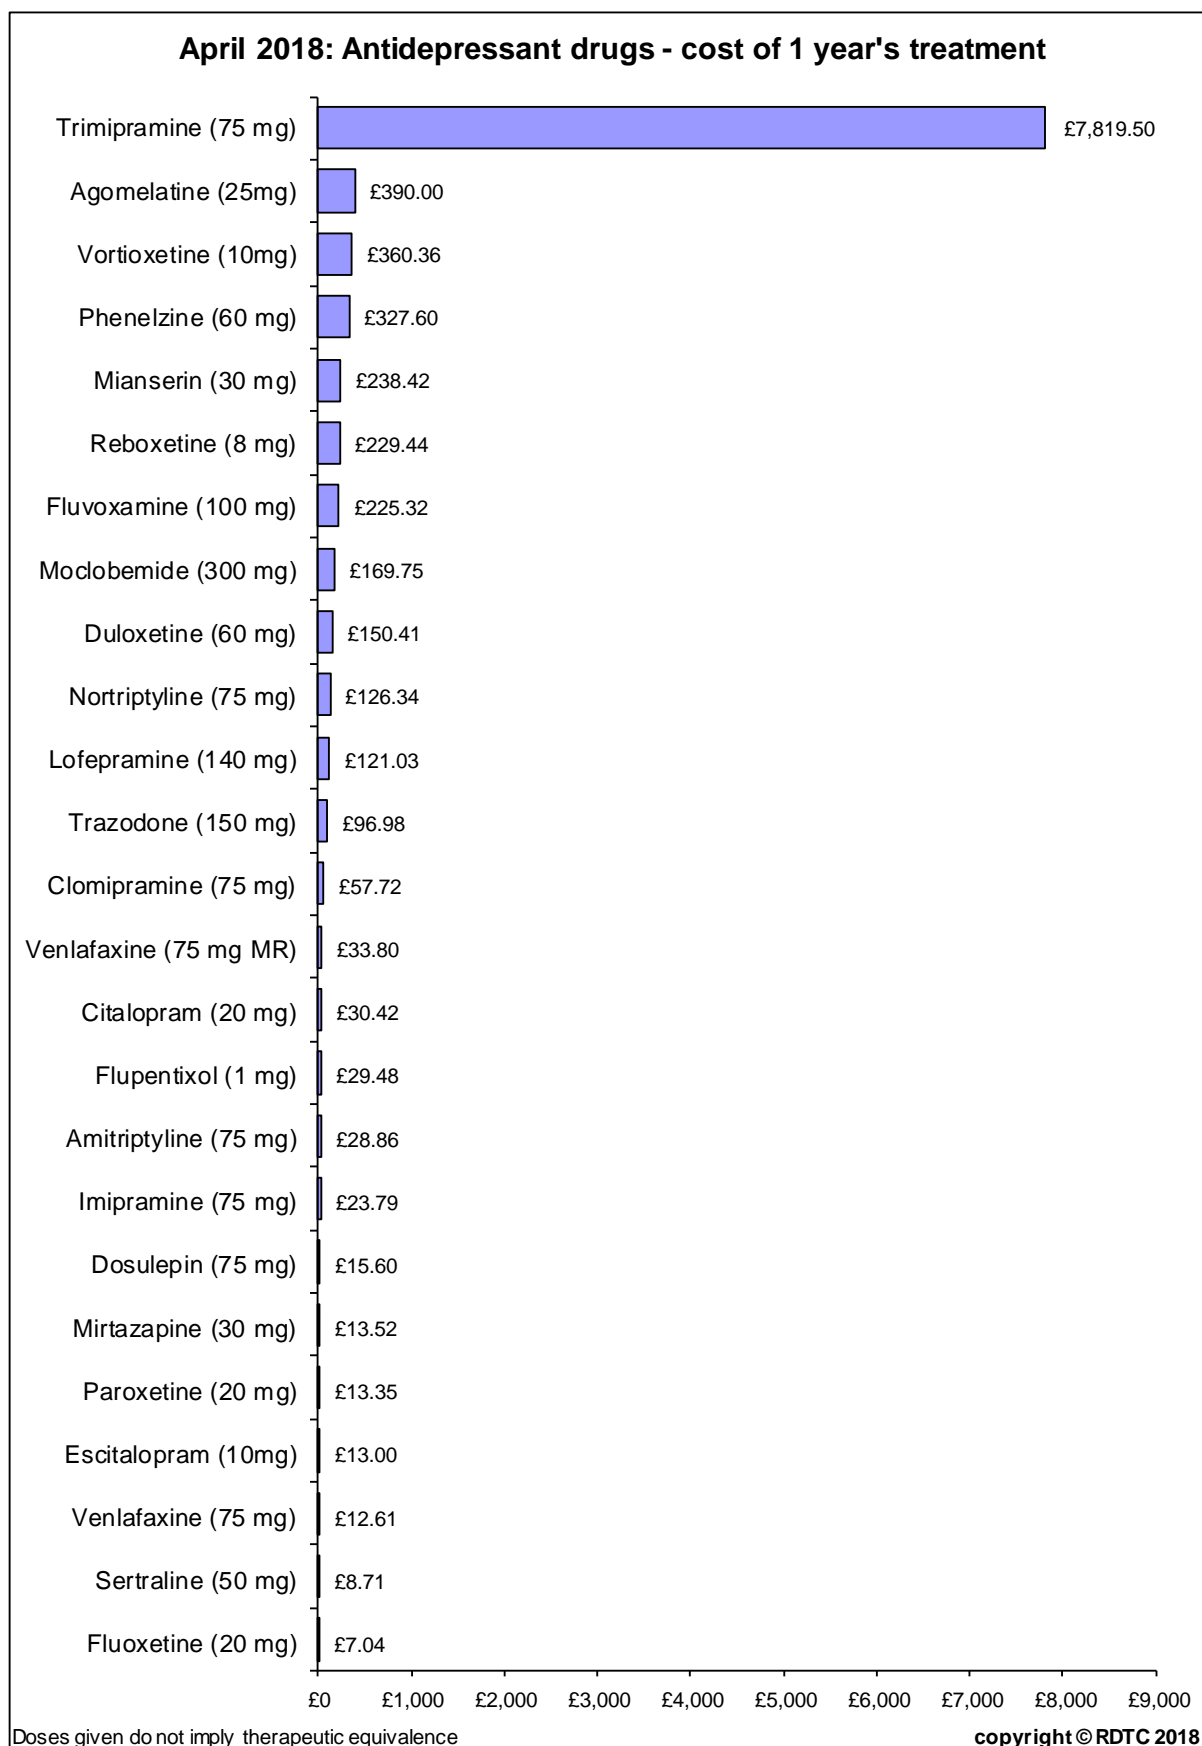 April 2018: Antidepressant drugs - cost of 1 year's treatment
Trimipramine (75 mg) £7,819.50
Agomelatine (25mg) £390.00
Vortioxetine (10mg) £360.36
Phenelzine (60 mg) £327.60
Mianserin (30 mg) £238.42
Reboxetine (8 mg) £229.44
Fluvoxamine (100 mg) £225.32
Moclobemide (300 mg) £169.75
Duloxetine (60 mg) £150.41
Nortriptyline (75 mg) £126.34
Lofepramine (140 mg) £121.03
Trazodone (150 mg) £96.98
Clomipramine (75 mg) £57.72
Venlafaxine (75 mg MR) £33.80
Citalopram (20 mg) £30.42
Flupentixol (1 mg) £29.48
Amitriptyline (75 mg) £28.86
Imipramine (75 mg) £23.79
Dosulepin (75 mg) £15.60
Mirtazapine (30 mg) £13.52
Paroxetine (20 mg) £13.35
Escitalopram (10mg) £13.00
Venlafaxine (75 mg) £12.61
Sertraline (50 mg) £8.71
Fluoxetine (20 mg) £7.04
£0 £1,000 £2,000 £3,000 £4,000 £5,000 £6,000 £7,000 £8,000 £9,000
Doses given do not imply therapeutic equivalence copyright © RDTC 2018